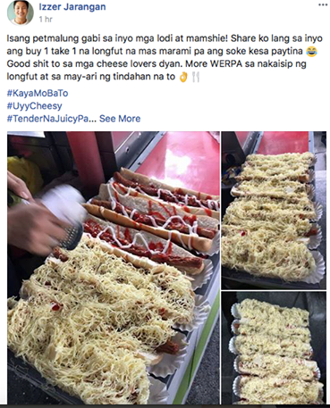 Izzer Jarangan
1 hr
Isang petmalung gabi sa inyo mga lodi at mamshie! Share ko lang sa inyo
ang buy 1 take 1 na longfut na mas marami pa ang soke kesa paytina 😂
Good shit to sa mga cheese lovers dyan. More WERPA sa nakaisip ng
longfut at sa may-ari ng tindahan na to 👌🍴
#KayaMoBaTo
#UyyCheesy
#TenderNaJuicyPa... See More